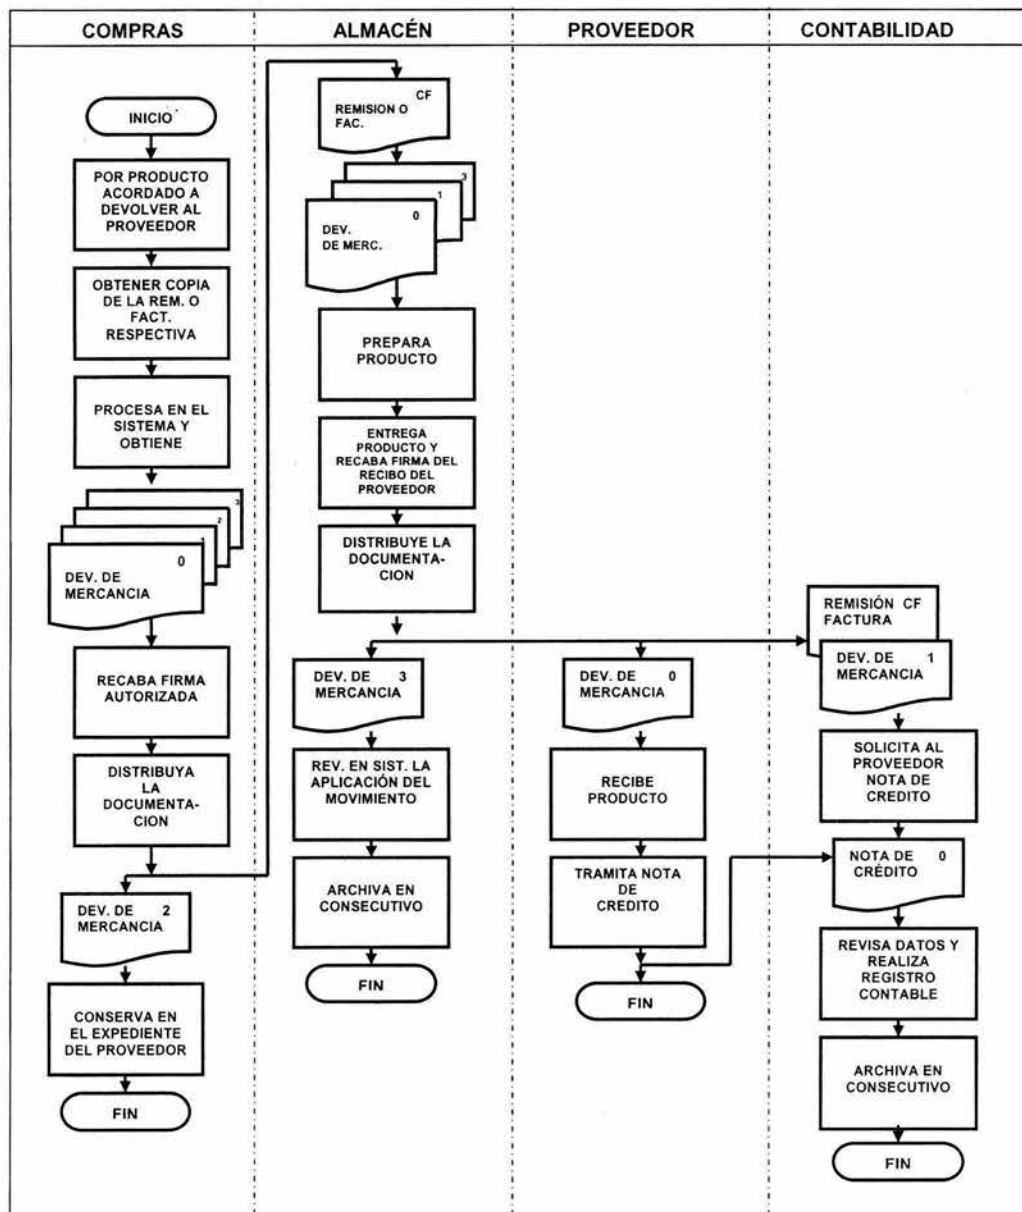 COMPRAS
ALMACÉN
PROVEEDOR
CONTABILIDAD
INICIO
POR PRODUCTO
ACORDADO A
DEVOLVER AL
PROVEEDOR
OBTENER COPIA
DE LA REM. O
FACT.
RESPECTIVA
PROCESA EN EL
SISTEMA Y
OBTIENE
3
2
1
0
DEV. DE
MERCANCIA
RECABA FIRMA
AUTORIZADA
DISTRIBUYA
LA
DOCUMENTA-
CION
DEV. DE 2
MERCANCIA
CONSERVA EN
EL EXPEDIENTE
DEL PROVEEDOR
FIN
CF
REMISION O
FAC.
3
1
0
DEV.
DE MERC.
PREPARA
PRODUCTO
ENTREGA
PRODUCTO Y
RECABA FIRMA DEL
RECIBO DEL
PROVEEDOR
DISTRIBUYE LA
DOCUMENTA-
CION
DEV. DE 3
MERCANCIA
REV. EN SIST. LA
APLICACIÓN DEL
MOVIMIENTO
ARCHIVA EN
CONSECUTIVO
FIN
DEV. DE 0
MERCANCIA
RECIBE
PRODUCTO
TRAMITA NOTA
DE
CREDITO
FIN
REMISIÓN CF
FACTURA
DEV. DE 1
MERCANCIA
SOLICITA AL
PROVEEDOR
NOTA DE
CREDITO
NOTA DE 0
CRÉDITO
REVISA DATOS Y
REALIZA
REGISTRO
CONTABLE
ARCHIVA EN
CONSECUTIVO
FIN